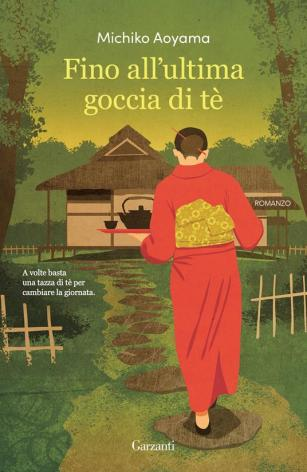 Michiko Aoyama
Fino all'ultima
goccia di tè
ROMANZO
A volte basta
una tazza di tè per
cambiare la giornata.
Garzanti